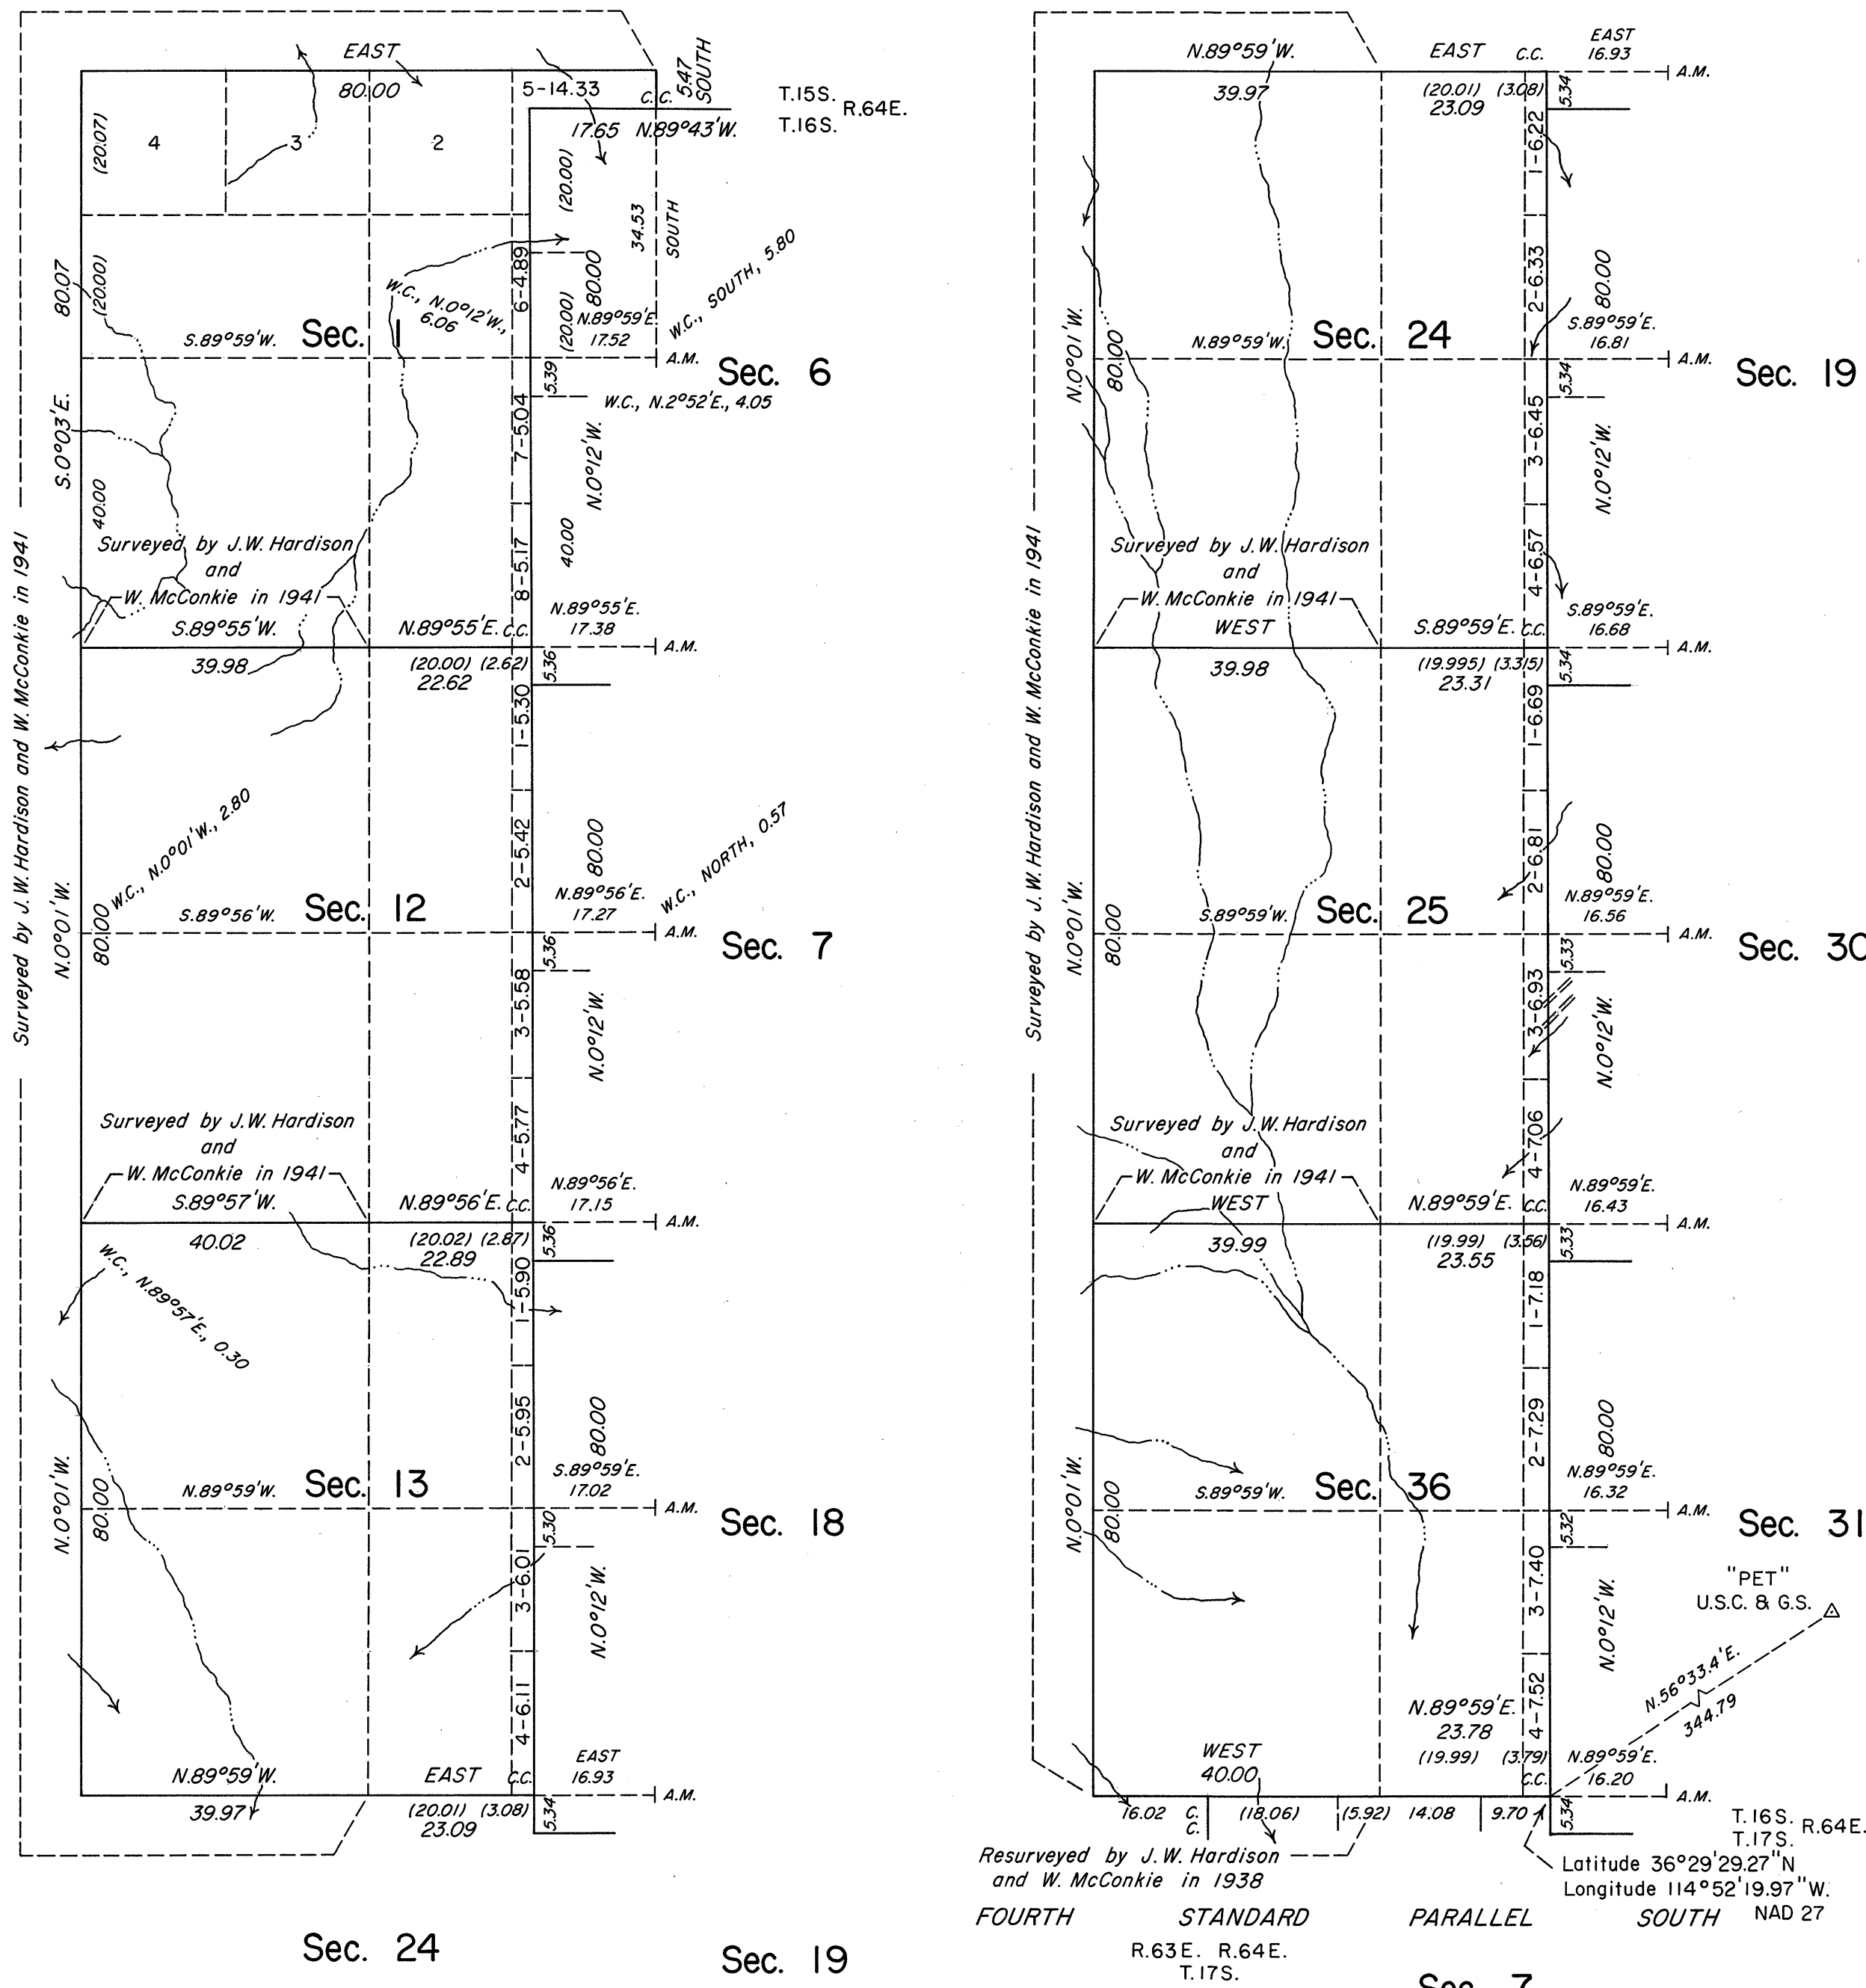 Surveyed by J.W. Hardison and W. McConkie in 1941
EAST
80.00
5-14.33
C.C.
5.47
SOUTH
T.15S.
T.16S.
R.64E.
17.65 N.89°43'W.
4
3
2
(20.07)
(20.00)
34.53
SOUTH
80.07
(20.00)
S.0°03'E.
40.00
W.C., N.0°12'W.,
6.06
6-4.89
80.00
(20.00)
N.89°59'E.
17.52
W.C., SOUTH, 5.80
S.89°59'W.
Sec. 1
A.M.
Sec. 6
5.39
W.C., N.2°52'E., 4.05
7-5.04
N.0°12'W.
40.00
8-5.17
Surveyed by J.W. Hardison
and
W. McConkie in 1941
S.89°55'W.
N.89°55'E.
C.C.
N.89°55'E.
17.38
A.M.
39.98
(20.00) (2.62)
22.62
5.36
1-5.30
W.C., N.0°01'W., 2.80
2-5.42
80.00
W.C., NORTH, 0.57
N.0°01'W.
80.00
S.89°56'W.
Sec. 12
N.89°56'E.
17.27
A.M.
Sec. 7
5.36
3-5.58
N.0°12'W.
4-5.77
Surveyed by J.W. Hardison
and
W. McConkie in 1941
S.89°57'W.
N.89°56'E.
C.C.
N.89°56'E.
17.15
A.M.
40.02
(20.02) (2.87)
22.89
5.36
1-5.90
W.C., N.89°57'E., 0.30
2-5.95
80.00
N.0°01'W.
80.00
N.89°59'W.
Sec. 13
S.89°59'E.
17.02
A.M.
Sec. 18
5.30
3-6.01
N.0°12'W.
4-6.11
N.89°59'W.
EAST
C.C.
EAST
16.93
A.M.
39.97
(20.01) (3.08)
23.09
5.34
Sec. 24
Sec. 19
Surveyed by J.W. Hardison and W. McConkie in 1941
N.89°59'W.
EAST
C.C.
EAST
16.93
A.M.
39.97
(20.01) (3.08)
23.09
5.34
1-6.22
2-6.33
80.00
N.0°01'W.
80.00
N.89°59'W.
Sec. 24
S.89°59'E.
16.81
A.M.
Sec. 19
5.34
3-6.45
N.0°12'W.
4-6.57
Surveyed by J.W. Hardison
and
W. McConkie in 1941
WEST
S.89°59'E.
C.C.
S.89°59'E.
16.68
A.M.
39.98
(19.995) (3.315)
23.31
5.34
1-6.69
2-6.81
80.00
N.0°01'W.
80.00
S.89°59'W.
Sec. 25
N.89°59'E.
16.56
A.M.
Sec. 30
5.33
3-6.93
N.0°12'W.
4-7.06
Surveyed by J.W. Hardison
and
W. McConkie in 1941
WEST
N.89°59'E.
C.C.
N.89°59'E.
16.43
A.M.
39.99
(19.99) (3.56)
23.55
5.33
1-7.18
2-7.29
80.00
N.0°01'W.
80.00
S.89°59'W.
Sec. 36
N.89°59'E.
16.32
A.M.
Sec. 31
5.32
3-7.40
N.0°12'W.
"PET"
U.S.C. & G.S.
N.56°33.4'E.
344.79
4-7.52
N.89°59'E.
23.78
(19.99) (3.79)
C.C.
N.89°59'E.
16.20
A.M.
WEST
40.00
16.02
C.
C.
(18.06)
(5.92)
14.08
9.70
5.34
T.16S.
T.17S.
R.64E.
Resurveyed by J.W. Hardison
and W. McConkie in 1938
Latitude 36°29'29.27"N
Longitude 114°52'19.97"W.
NAD 27
FOURTH STANDARD PARALLEL SOUTH
R.63E. R.64E.
T.17S.
Sec. 7